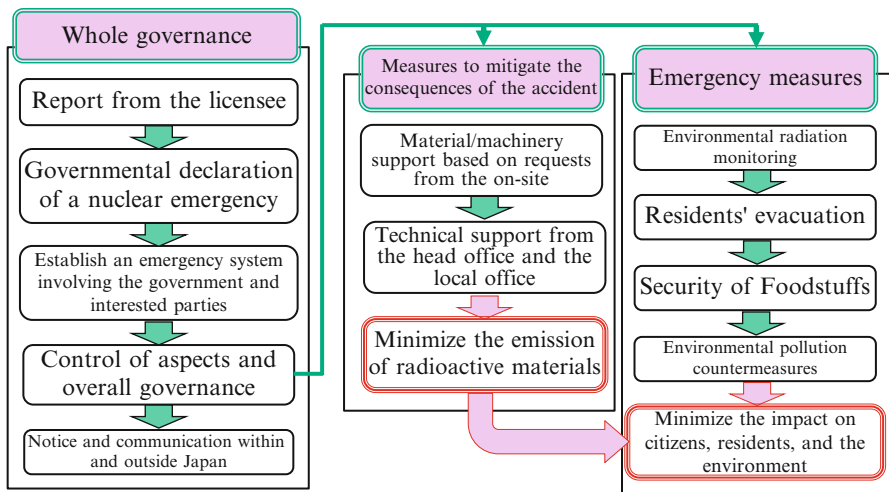 Whole governance
Report from the licensee
Governmental declaration
of a nuclear emergency
Establish an emergency system
involving the government and
interested parties
Control of aspects and
overall governance
Notice and communication within
and outside Japan
Measures to mitigate the
consequences of the accident
Material/machinery
support based on requests
from the on-site
Technical support from
the head office and the
local office
Minimize the emission
of radioactive materials
Emergency measures
Environmental radiation
monitoring
Residents' evacuation
Security of Foodstuffs
Environmental pollution
countermeasures
Minimize the impact on
citizens, residents, and the
environment